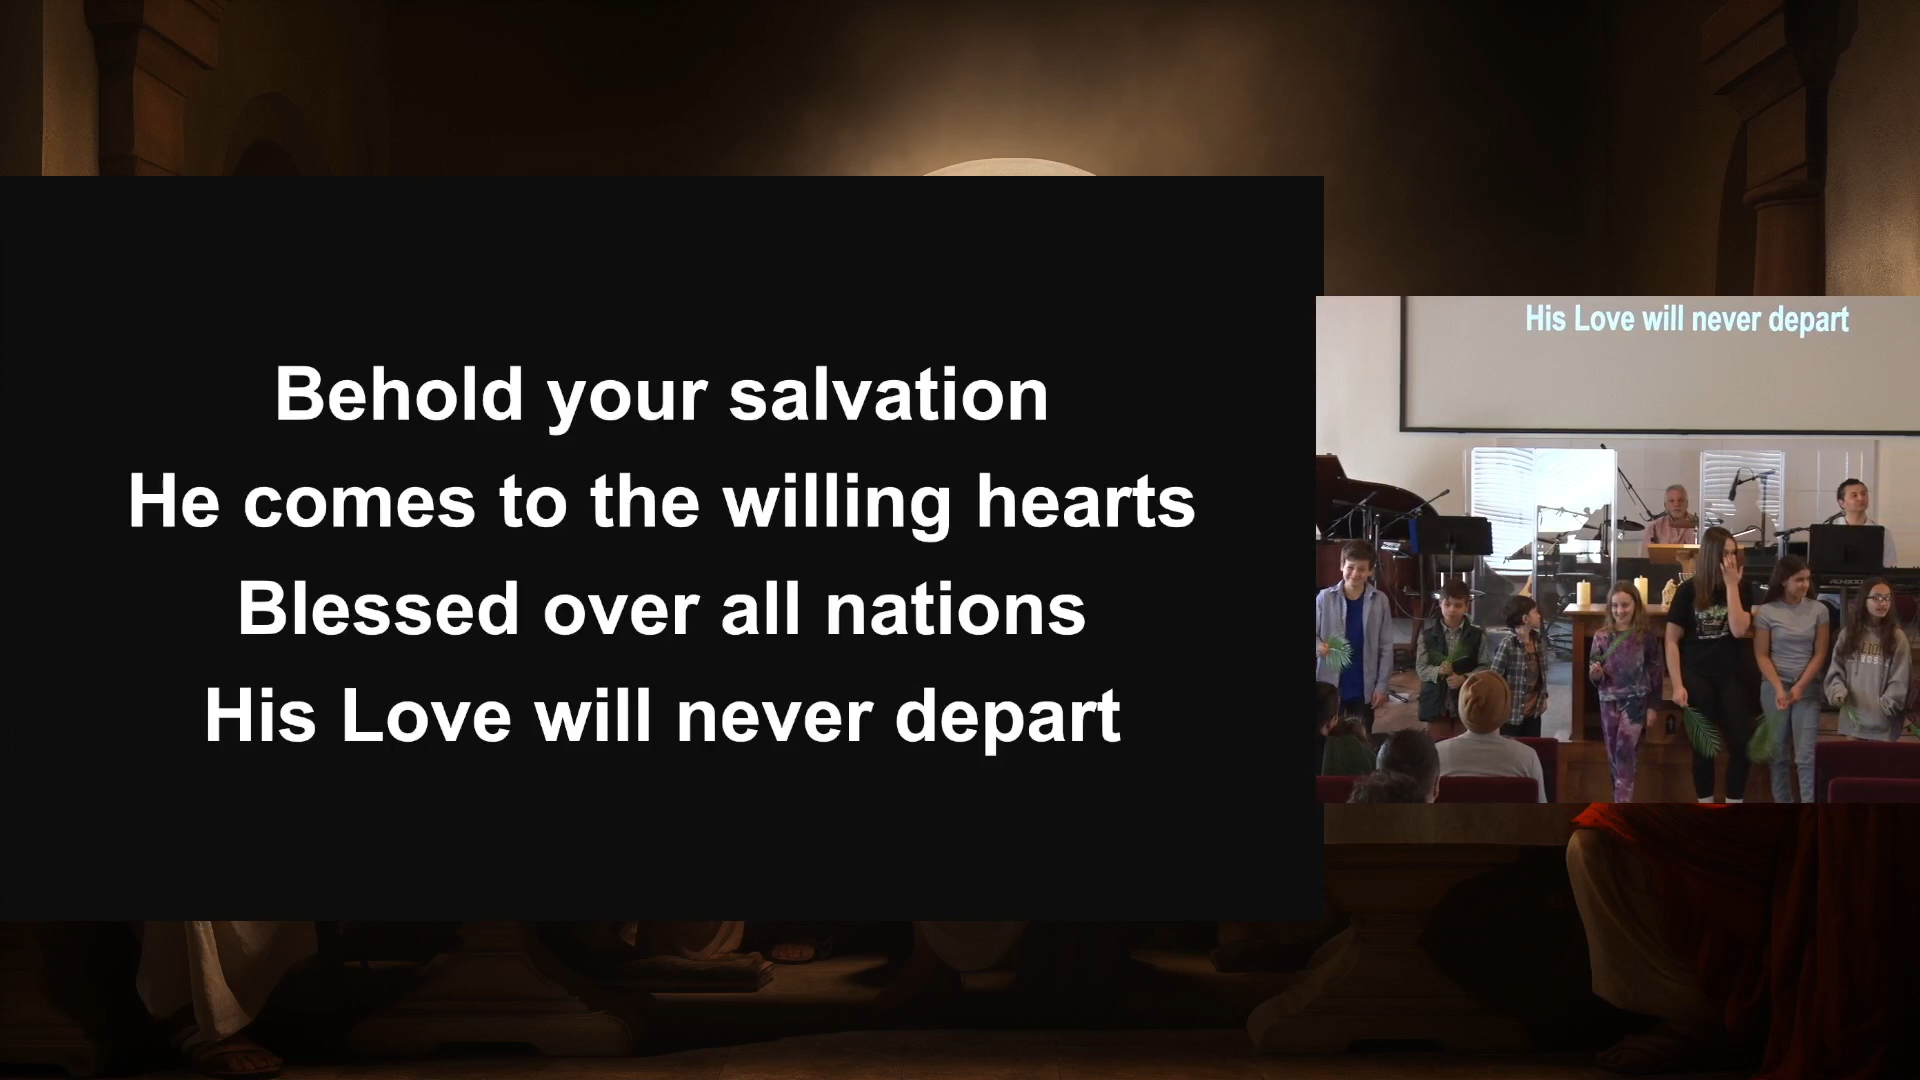 Behold your salvation
He comes to the willing hearts
Blessed over all nations
His Love will never depart
His Love will never depart